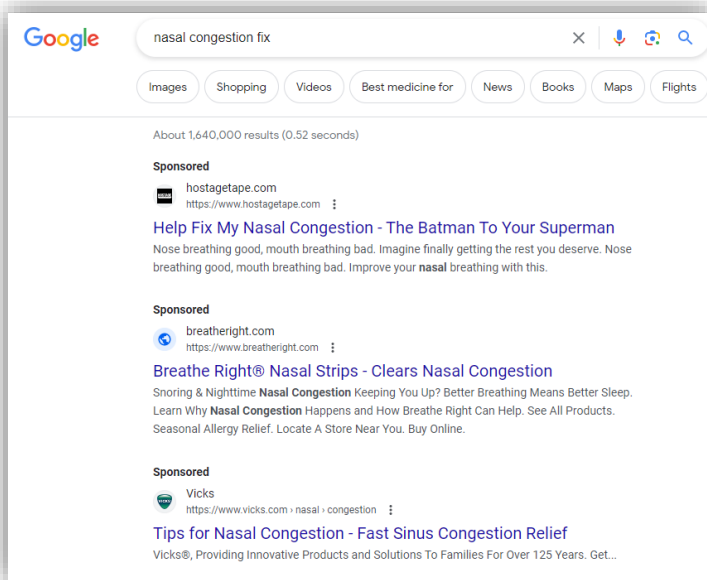 Google
nasal congestion fix
Images Shopping Videos Best medicine for News Books Maps Flights
About 1,640,000 results (0.52 seconds)
Sponsored
hostagetape.com
https://www.hostagetape.com
Help Fix My Nasal Congestion - The Batman To Your Superman
Nose breathing good, mouth breathing bad. Imagine finally getting the rest you deserve. Nose
breathing good, mouth breathing bad. Improve your nasal breathing with this.
Sponsored
breatheright.com
https://www.breatheright.com
Breathe Right® Nasal Strips - Clears Nasal Congestion
Snoring & Nighttime Nasal Congestion Keeping You Up? Better Breathing Means Better Sleep.
Learn Why Nasal Congestion Happens and How Breathe Right Can Help. See All Products.
Seasonal Allergy Relief. Locate A Store Near You. Buy Online.
Sponsored
Vicks
https://www.vicks.com › nasal › congestion
Tips for Nasal Congestion - Fast Sinus Congestion Relief
Vicks®, Providing Innovative Products and Solutions To Families For Over 125 Years. Get...